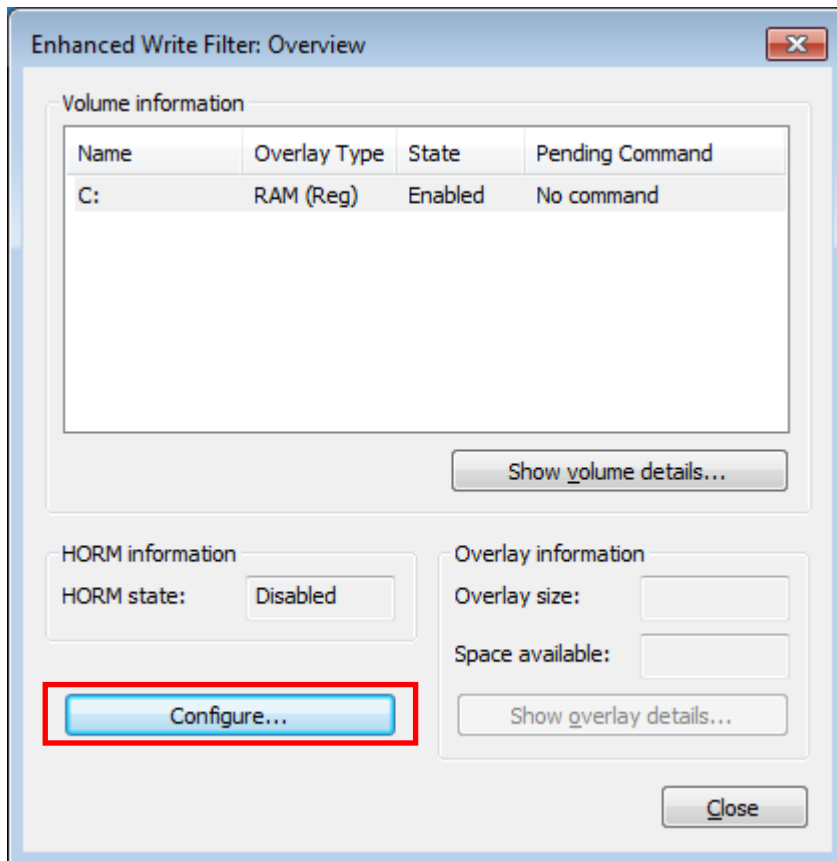 Enhanced Write Filter: Overview
Volume information
Name Overlay Type State Pending Command
C: RAM (Reg) Enabled No command
Show volume details...
HORM information
HORM state: Disabled
Overlay information
Overlay size:
Space available:
Configure...
Show overlay details...
Close